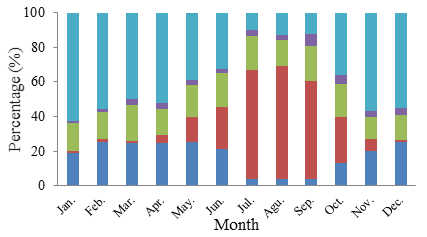 100
80
60
40
20
0
Percentage (%)
Jan. Feb. Mar. Apr. May. Jun. Jul. Agu. Sep. Oct. Nov. Dec.
Month